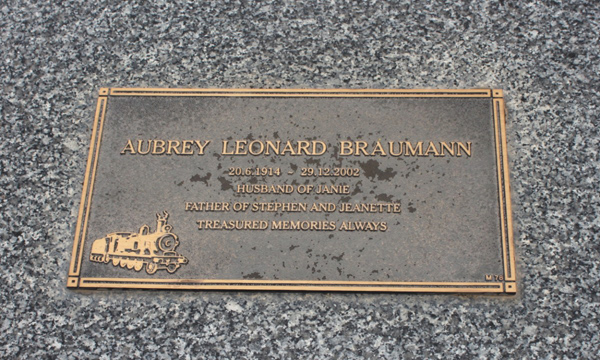 AUBREY LEONARD BRAUMANN
20.6.1914 - 29.12.2002
HUSBAND OF JANIE
FATHER OF STEPHEN AND JEANETTE
TREASURED MEMORIES ALWAYS